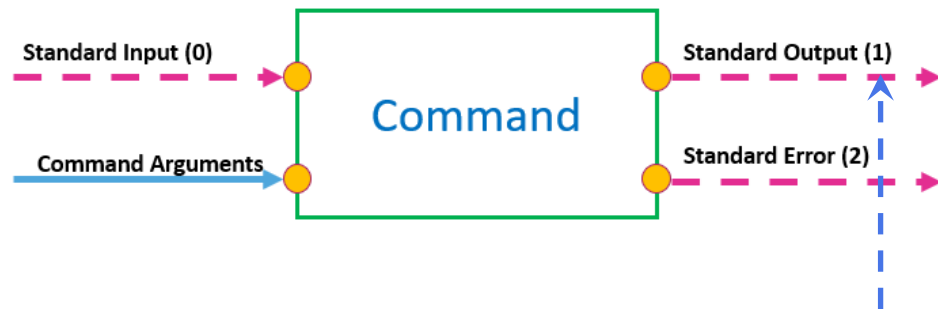 Standard Input (0)
Standard Output (1)
Command
Command Arguments
Standard Error (2)